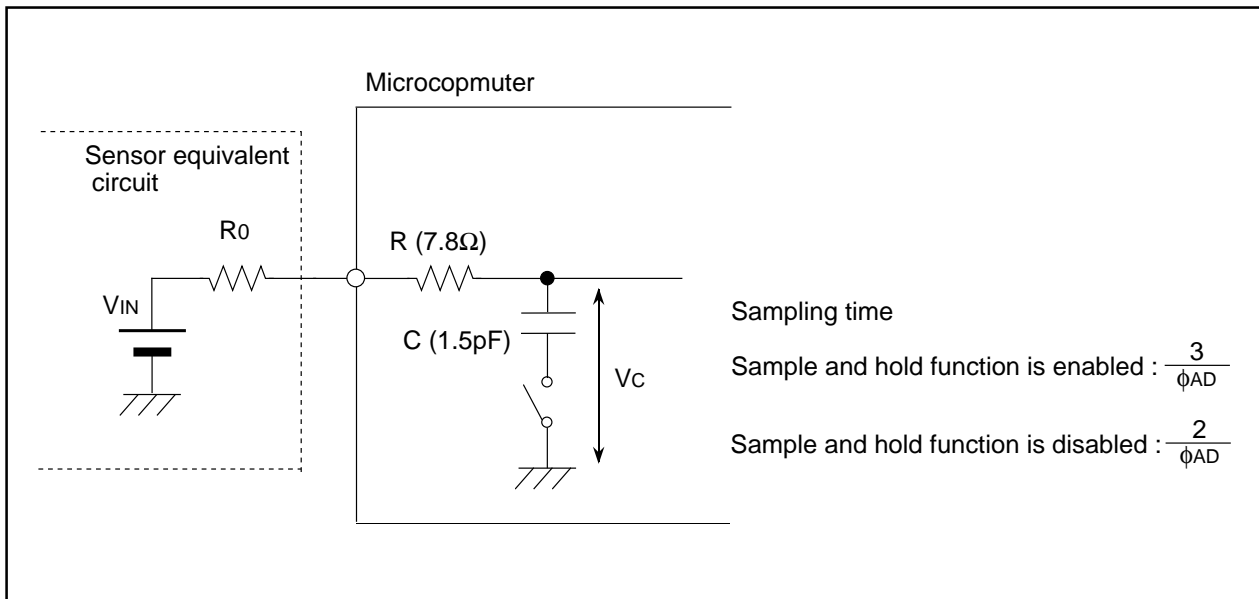 Microcopmuter
Sensor equivalent
circuit
R0
R (7.8Ω)
VIN
C (1.5pF)
VC
Sampling time
Sample and hold function is enabled : 3/ϕAD
Sample and hold function is disabled : 2/ϕAD